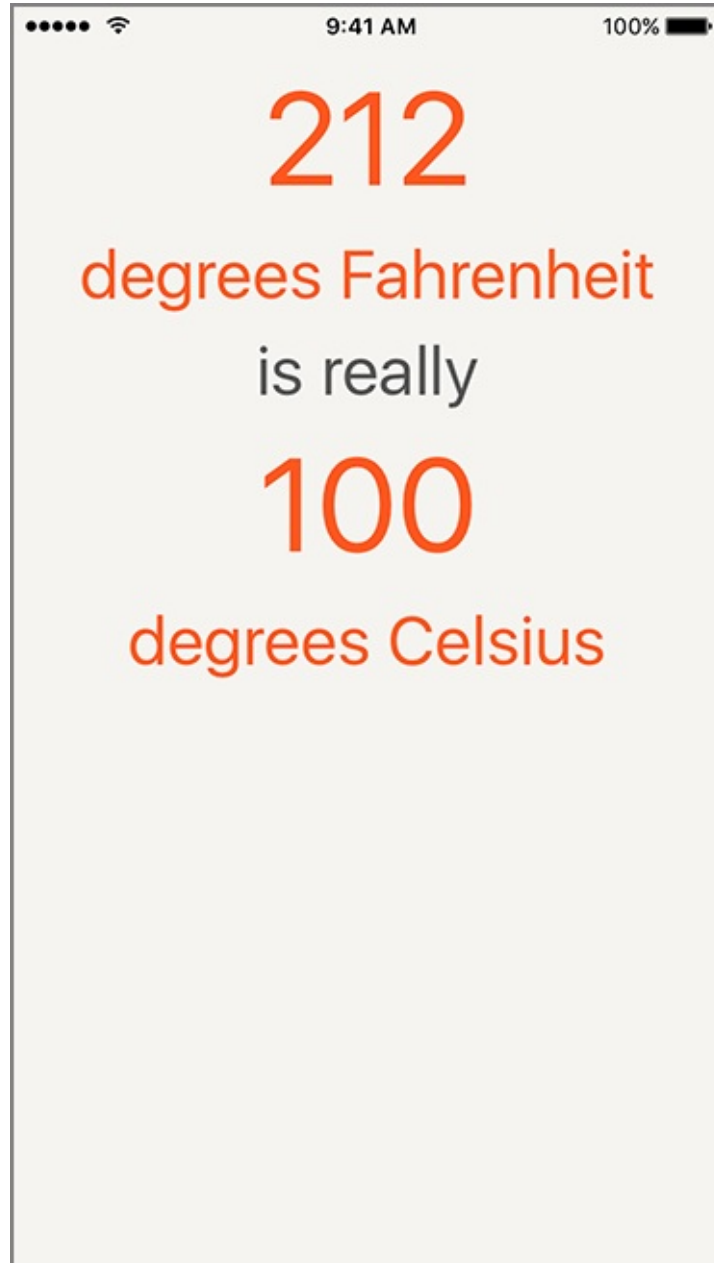 9:41 AM 100%
212
degrees Fahrenheit
is really
100
degrees Celsius